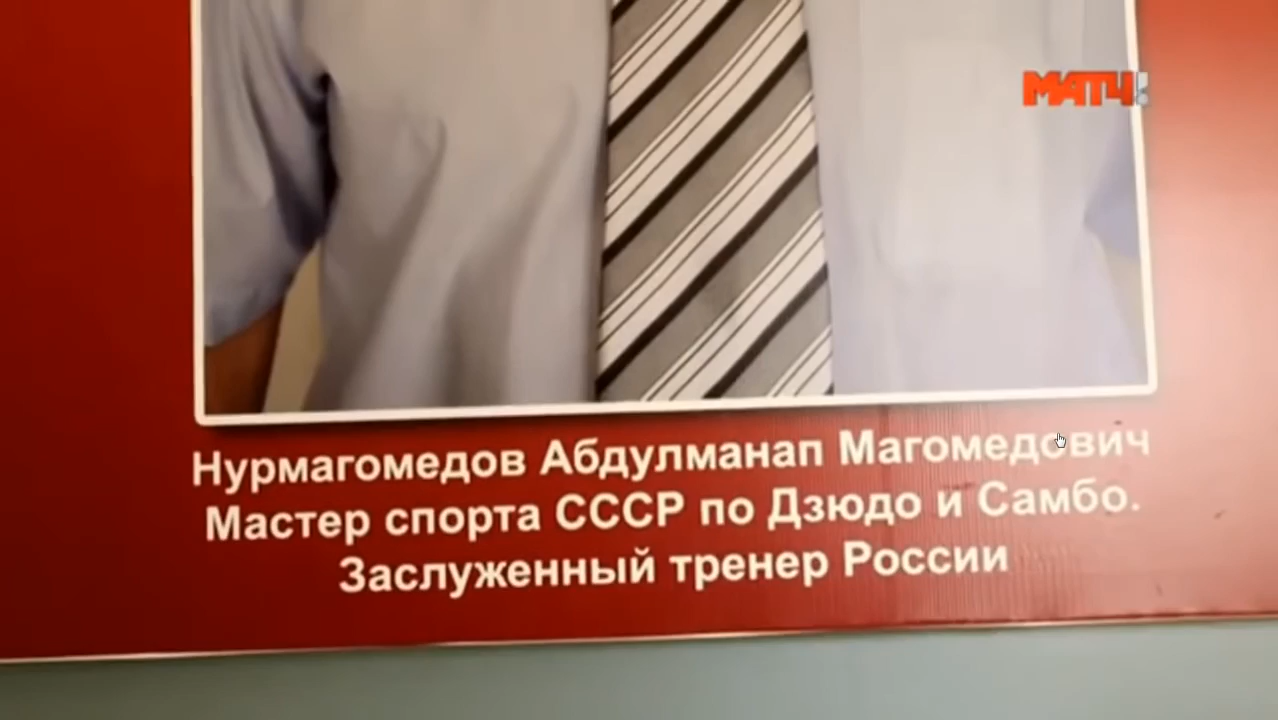 МАТЧ!
Нурмагомедов Абдулманап Магомедович
Мастер спорта СССР по Дзюдо и Самбо.
Заслуженный тренер России